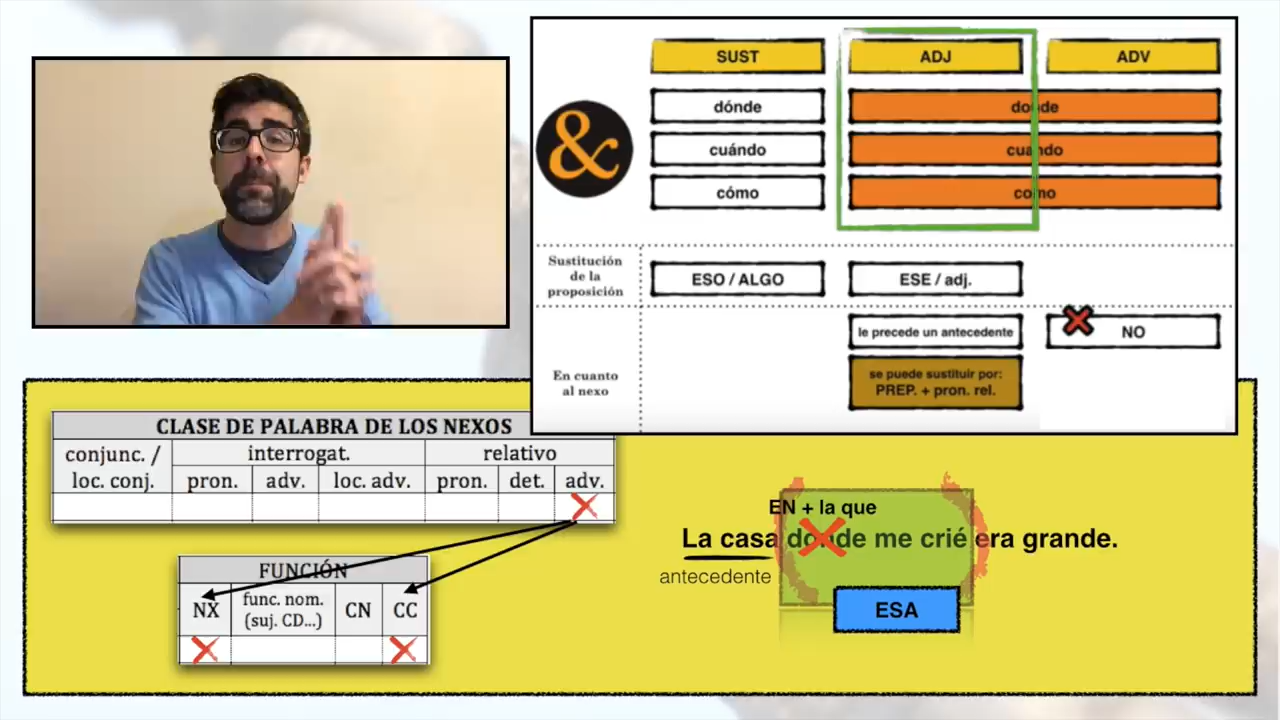 SUST ADJ ADV
& dónde donde
cuándo cuando
cómo como
Sustitución de la proposición ESO / ALGO ESE / adj.
le precede un antecedente NO
En cuanto al nexo se puede sustituir por: PREP. + pron. rel.
CLASE DE PALABRA DE LOS NEXOS
conjunc. / loc. conj. interrogat. relativo
pron. adv. loc. adv. pron. det. adv.
FUNCIÓN
NX func. nom. (suj. CD...) CN CC
EN + la que
La casa donde me crié era grande.
antecedente
ESA